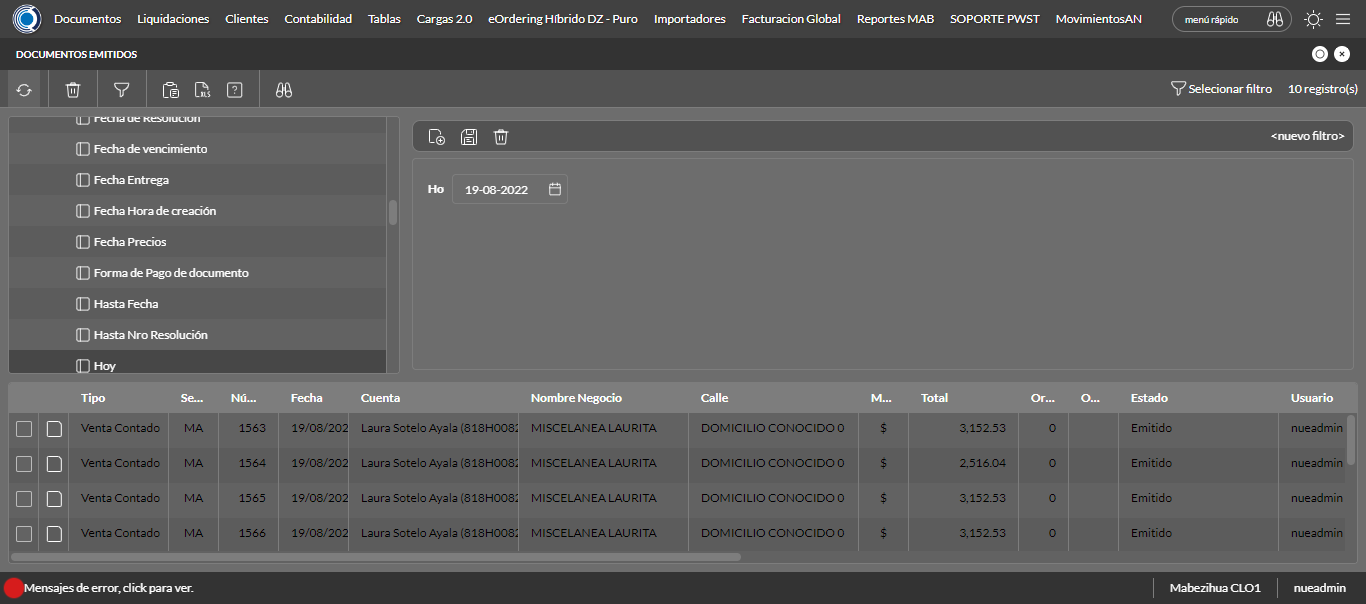 Documentos Liquidaciones Clientes Contabilidad Tablas Cargas 2.0 eOrdering Híbrido DZ - Puro Importadores Facturacion Global Reportes MAB SOPORTE PWST MovimientosAN menú rápido
DOCUMENTOS EMITIDOS
XLS ? Selecionar filtro 10 registro(s)
Fecha de Resolución
Fecha de vencimiento
Fecha Entrega
Fecha Hora de creación
Fecha Precios
Forma de Pago de documento
Hasta Fecha
Hasta Nro Resolución
Hoy
<nuevo filtro>
Ho 19-08-2022
Tipo Se... Nú... Fecha Cuenta Nombre Negocio Calle M... Total Or... O... Estado Usuario
Venta Contado MA 1563 19/08/202 Laura Sotelo Ayala (818H0082 MISCELANEA LAURITA DOMICILIO CONOCIDO 0 $ 3,152.53 0 Emitido nueadmin
Venta Contado MA 1564 19/08/202 Laura Sotelo Ayala (818H0082 MISCELANEA LAURITA DOMICILIO CONOCIDO 0 $ 2,516.04 0 Emitido nueadmin
Venta Contado MA 1565 19/08/202 Laura Sotelo Ayala (818H0082 MISCELANEA LAURITA DOMICILIO CONOCIDO 0 $ 3,152.53 0 Emitido nueadmin
Venta Contado MA 1566 19/08/202 Laura Sotelo Ayala (818H0082 MISCELANEA LAURITA DOMICILIO CONOCIDO 0 $ 3,152.53 0 Emitido nueadmin
Mensajes de error, click para ver. Mabezihua CLO1 nueadmin